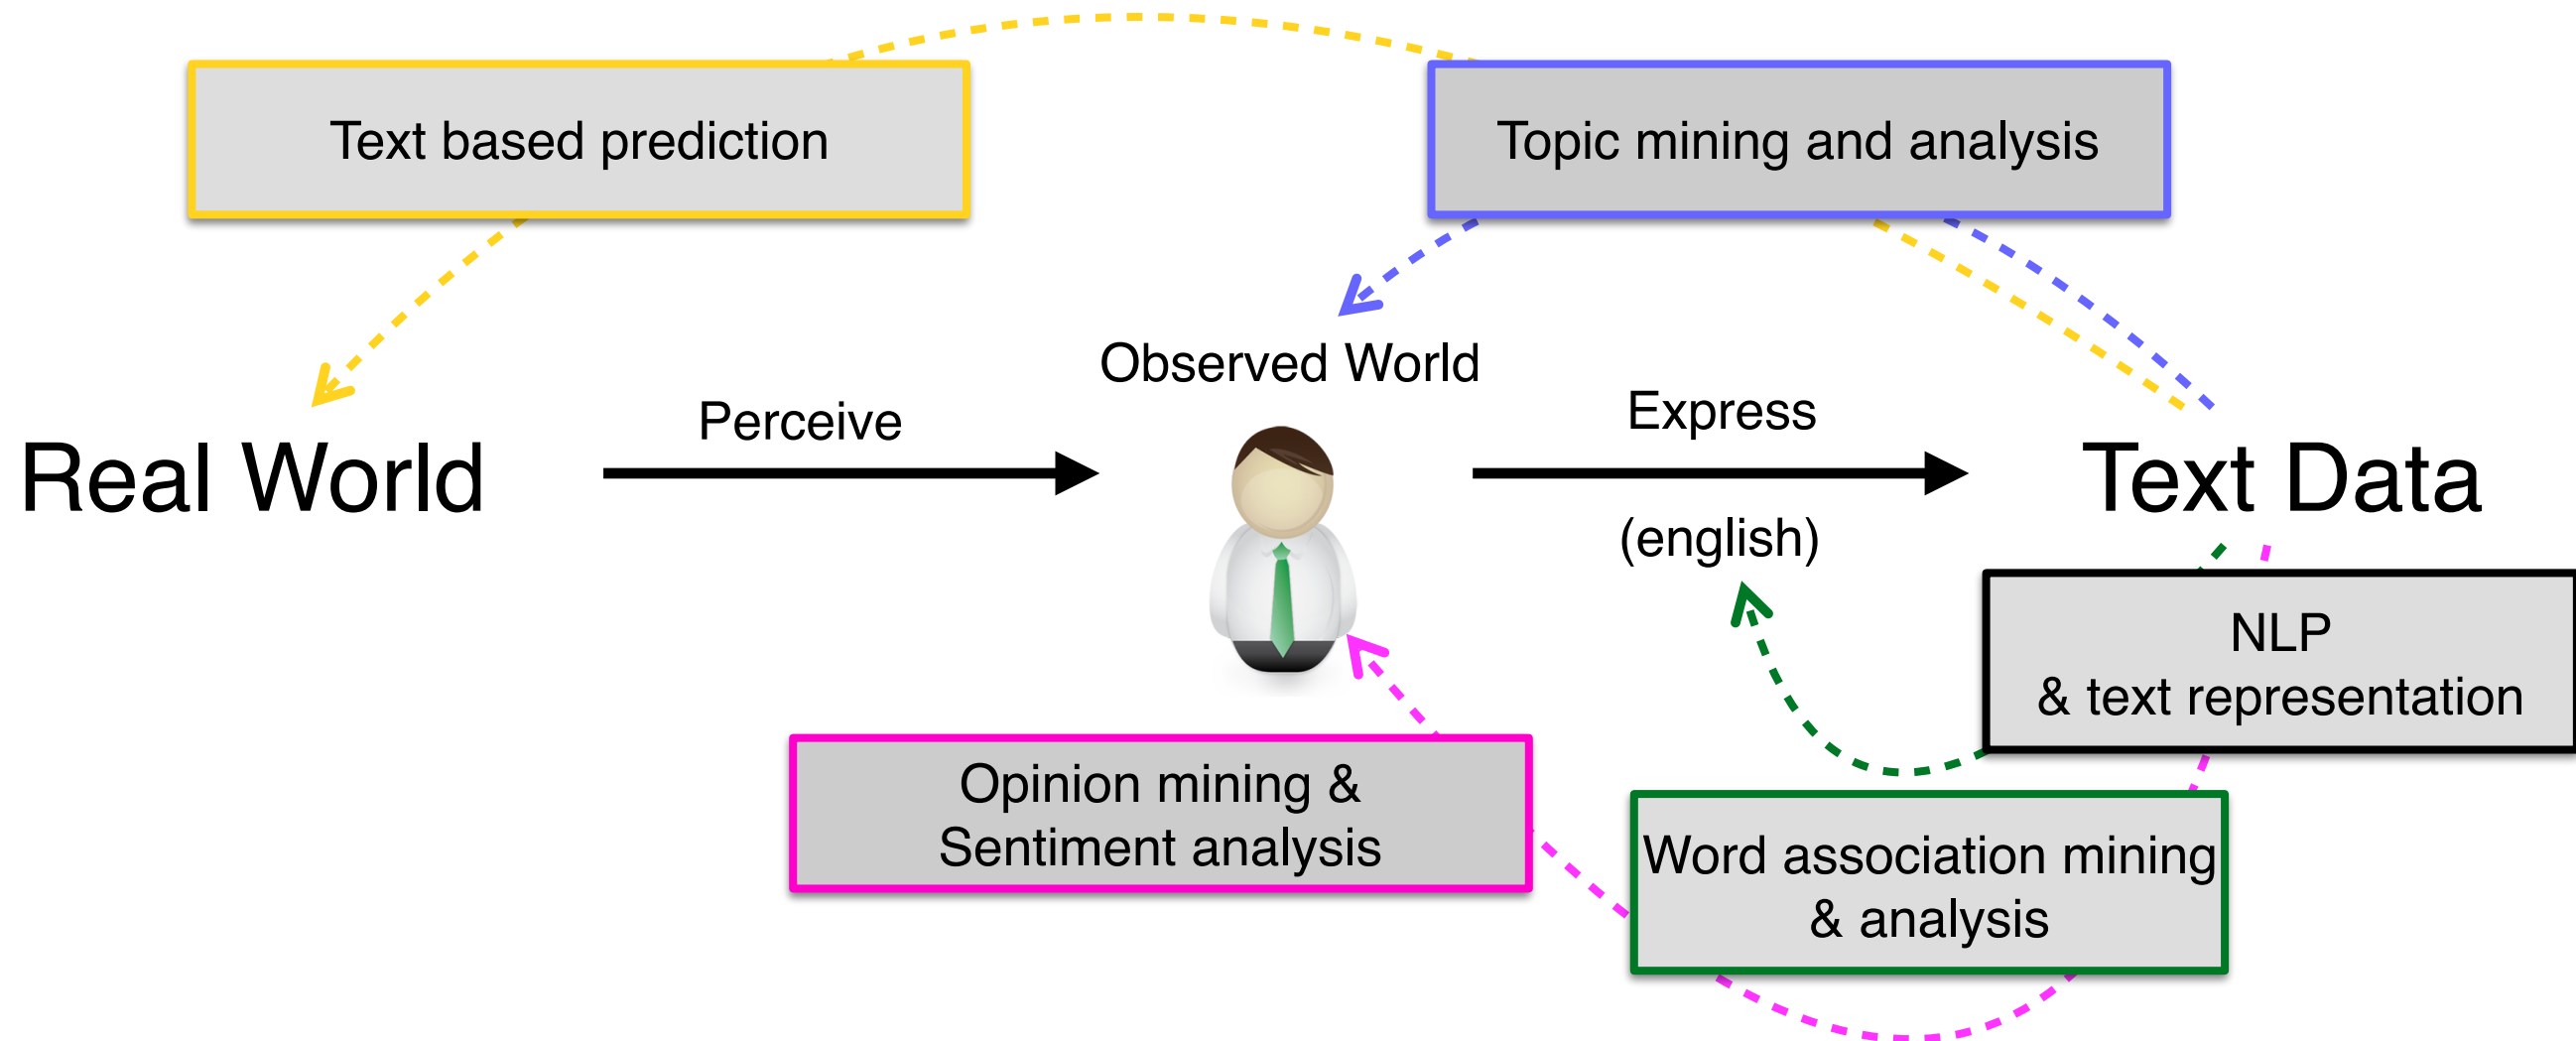 Text based prediction
Topic mining and analysis
Observed World
Perceive
Express
Real World
Text Data
(english)
NLP
& text representation
Opinion mining &
Sentiment analysis
Word association mining
& analysis